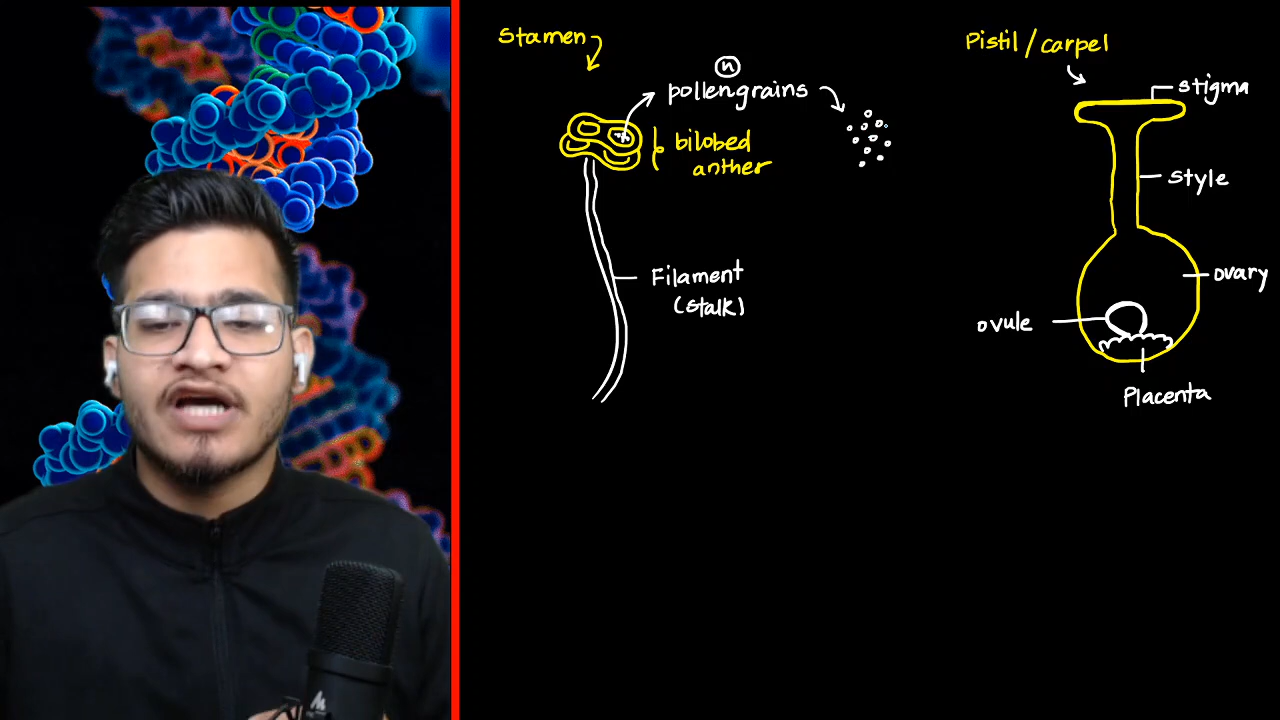 Stamen
n
pollengrains
bilobed
anther
Filament
(stalk)
Pistil/carpel
stigma
style
ovary
ovule
Placenta